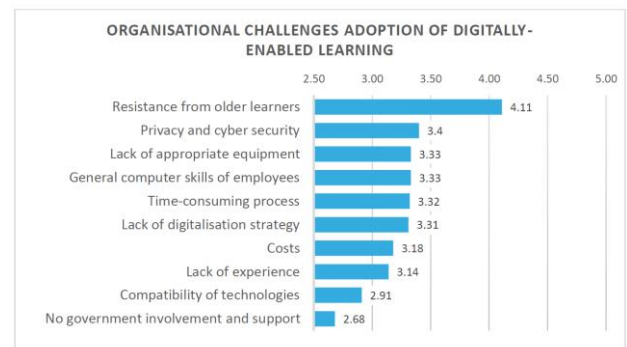 ORGANISATIONAL CHALLENGES ADOPTION OF DIGITALLY-
ENABLED LEARNING
2.50 3.00 3.50 4.00 4.50 5.00
Resistance from older learners 4.11
Privacy and cyber security 3.4
Lack of appropriate equipment 3.33
General computer skills of employees 3.33
Time-consuming process 3.32
Lack of digitalisation strategy 3.31
Costs 3.18
Lack of experience 3.14
Compatibility of technologies 2.91
No government involvement and support 2.68